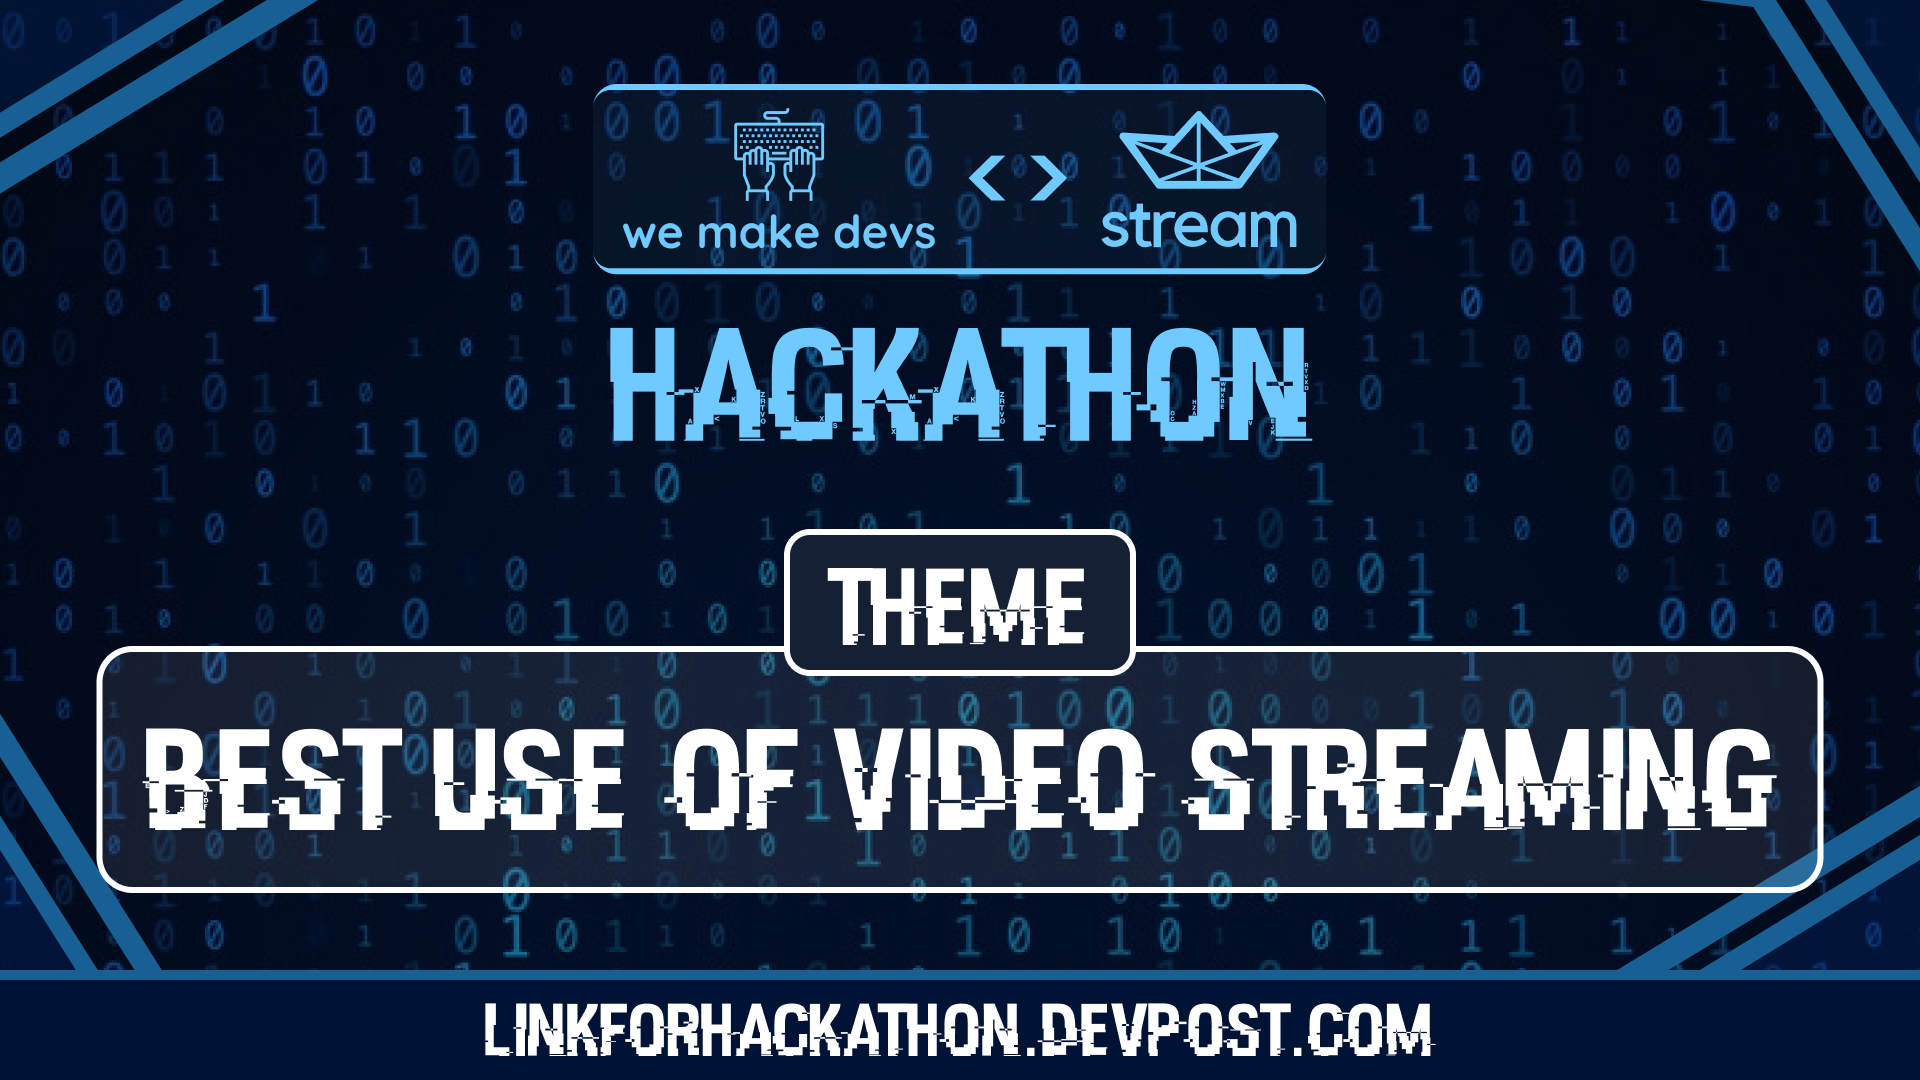 we make devs <> stream
HACKATHON
THEME
BEST USE OF VIDEO STREAMING
LINKFORHACKATHON.DEVPOST.COM